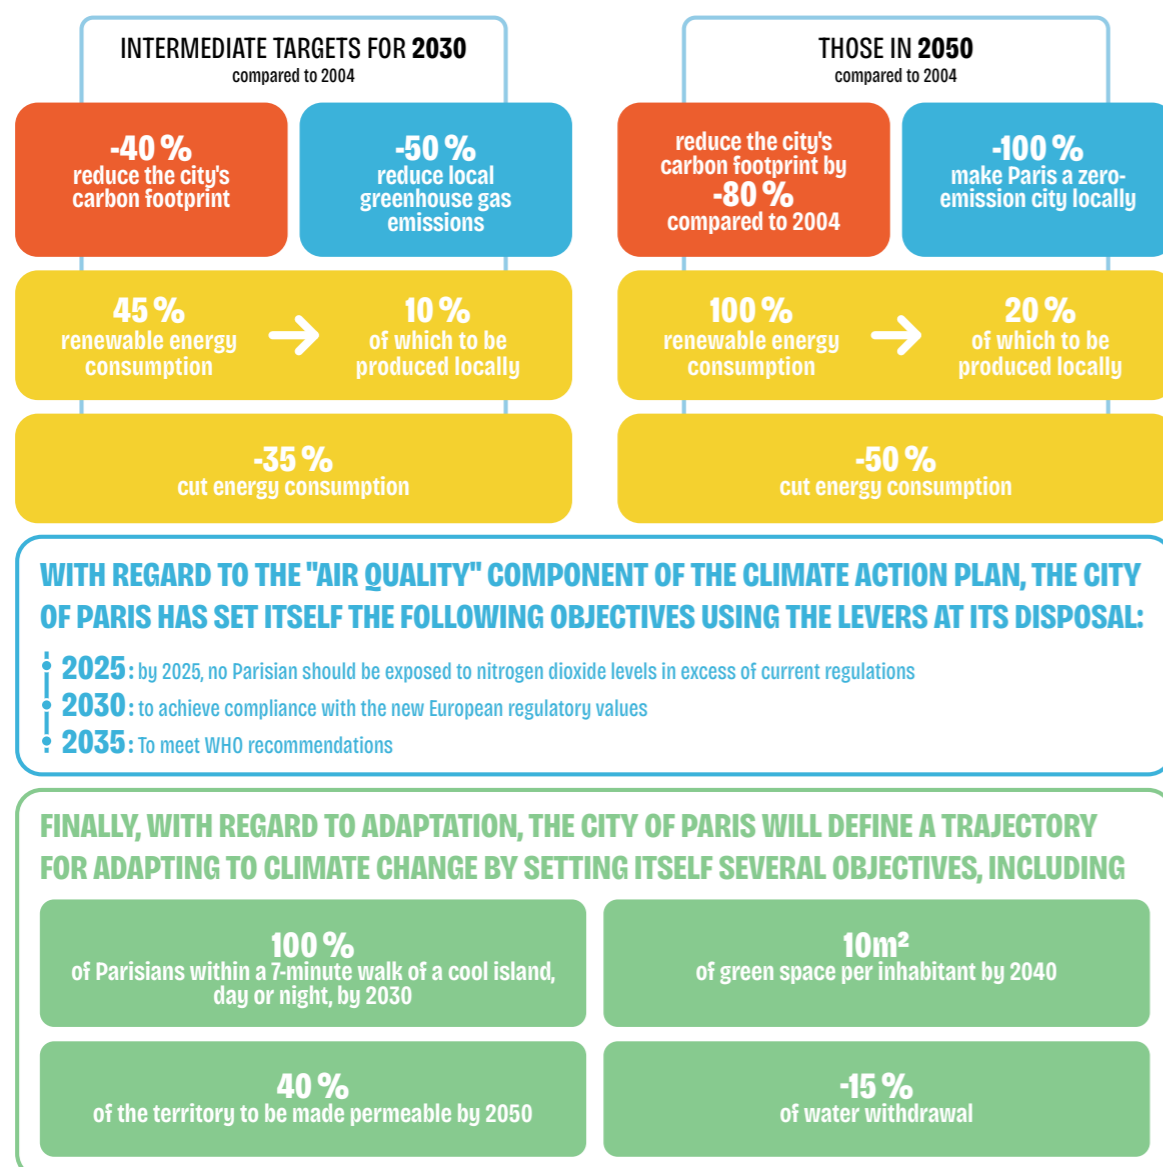 INTERMEDIATE TARGETS FOR 2030
compared to 2004
-40 %
reduce the city's
carbon footprint
-50 %
reduce local
greenhouse gas
emissions
45 %
renewable energy
consumption
10 %
of which to be
produced locally
-35 %
cut energy consumption
THOSE IN 2050
compared to 2004
reduce the city's
carbon footprint by
-80 %
compared to 2004
-100 %
make Paris a zero-
emission city locally
100 %
renewable energy
consumption
20 %
of which to be
produced locally
-50 %
cut energy consumption
WITH REGARD TO THE "AIR QUALITY" COMPONENT OF THE CLIMATE ACTION PLAN, THE CITY
OF PARIS HAS SET ITSELF THE FOLLOWING OBJECTIVES USING THE LEVERS AT ITS DISPOSAL:
2025 : by 2025, no Parisian should be exposed to nitrogen dioxide levels in excess of current regulations
2030 : to achieve compliance with the new European regulatory values
2035 : To meet WHO recommendations
FINALLY, WITH REGARD TO ADAPTATION, THE CITY OF PARIS WILL DEFINE A TRAJECTORY
FOR ADAPTING TO CLIMATE CHANGE BY SETTING ITSELF SEVERAL OBJECTIVES, INCLUDING
100 %
of Parisians within a 7-minute walk of a cool island,
day or night, by 2030
10m²
of green space per inhabitant by 2040
40 %
of the territory to be made permeable by 2050
-15 %
of water withdrawal